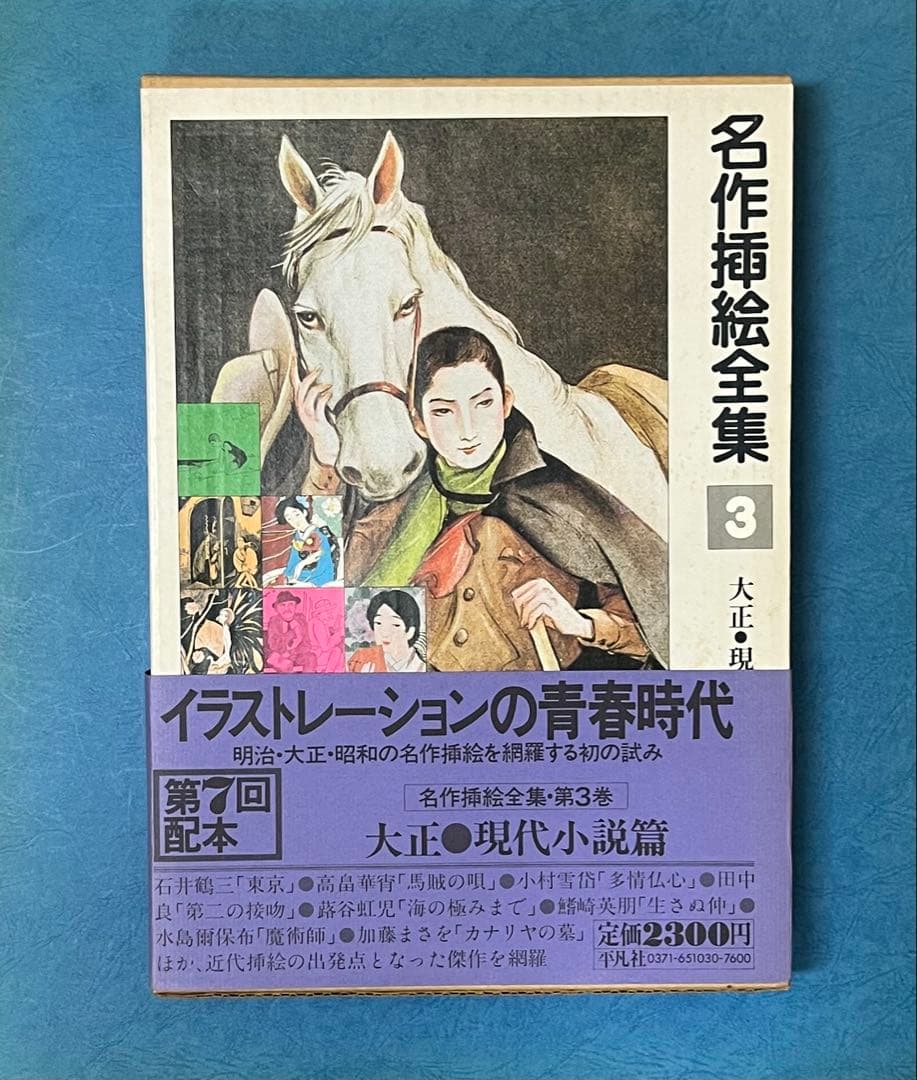 名作挿絵全集
3
大正●現
イラストレーションの青春時代
明治・大正・昭和の名作挿絵を網羅する初の試み
第7回
配本
名作挿絵全集・第3巻
大正●現代小説篇
石井鶴三「東京」●高畠華宵「馬賊の唄」●小村雪岱「多情仏心」●田中
良「第二の接吻」●蕗谷虹児「海の極みまで」●鰭崎英朋「生さぬ仲」●
水島爾保布「魔術師」●加藤まさを「カナリヤの墓」
ほか、近代挿絵の出発点となった傑作を網羅
定価2300円
平凡社0371-651030-7600